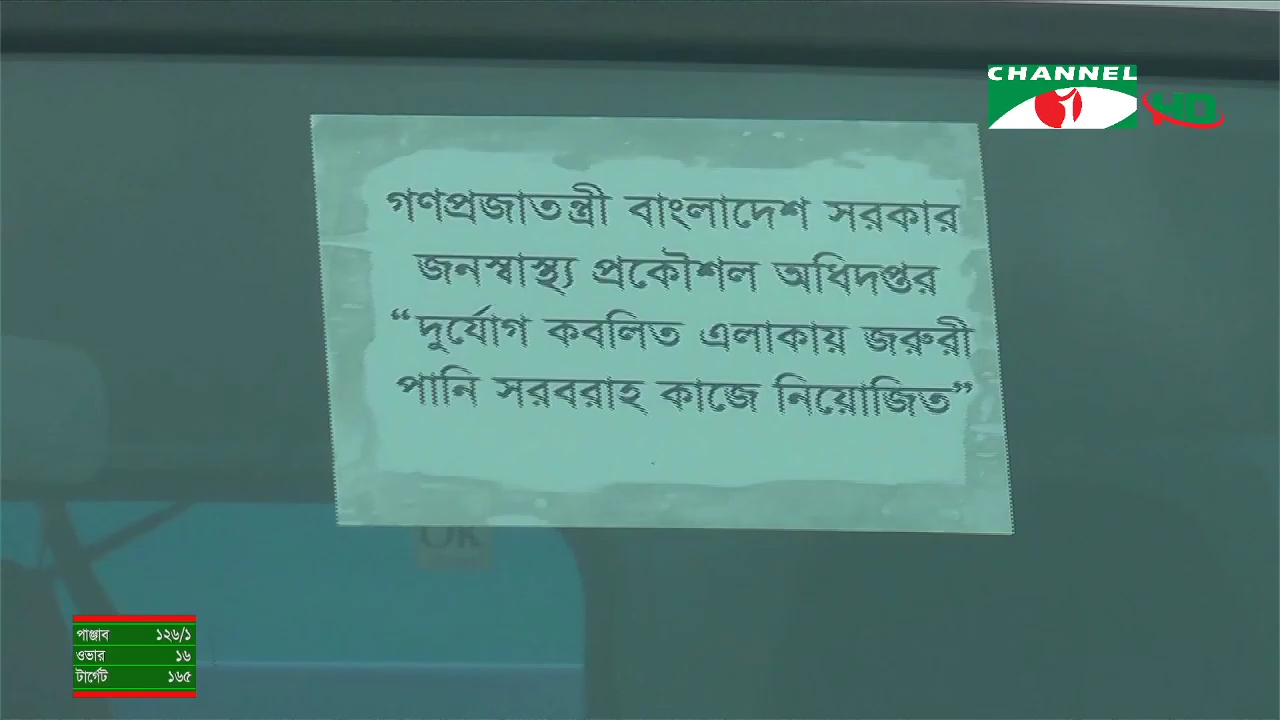 CHANNEL
i
HD
গণপ্রজাতন্ত্রী বাংলাদেশ সরকার
জনস্বাস্থ্য প্রকৌশল অধিদপ্তর
“দুর্যোগ কবলিত এলাকায় জরুরী
পানি সরবরাহ কাজে নিয়োজিত”
OK
পাঞ্জাব ১২৬/১
ওভার ১৬
টার্গেট ১৬৫